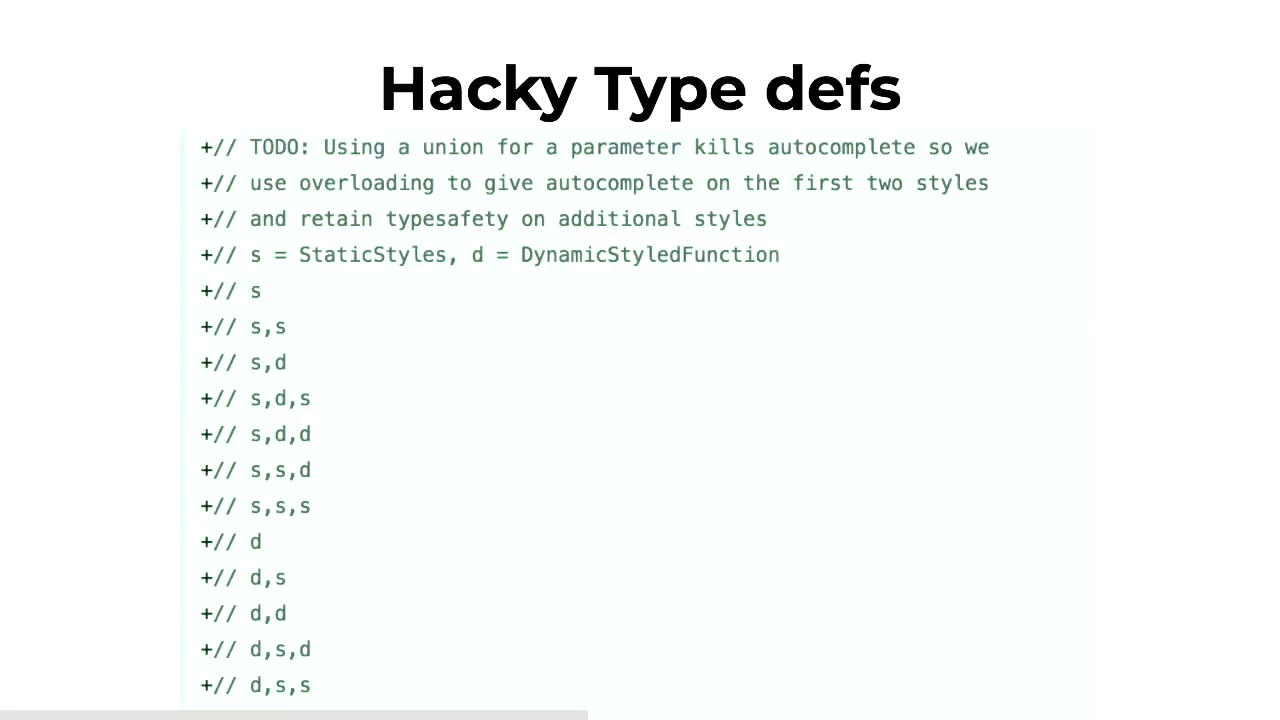 Hacky Type defs
+// TODO: Using a union for a parameter kills autocomplete so we
+// use overloading to give autocomplete on the first two styles
+// and retain typesafety on additional styles
+// s = StaticStyles, d = DynamicStyledFunction
+// s
+// s,s
+// s,d
+// s,d,s
+// s,d,d
+// s,s,d
+// s,s,s
+// d
+// d,s
+// d,d
+// d,s,d
+// d,s,s